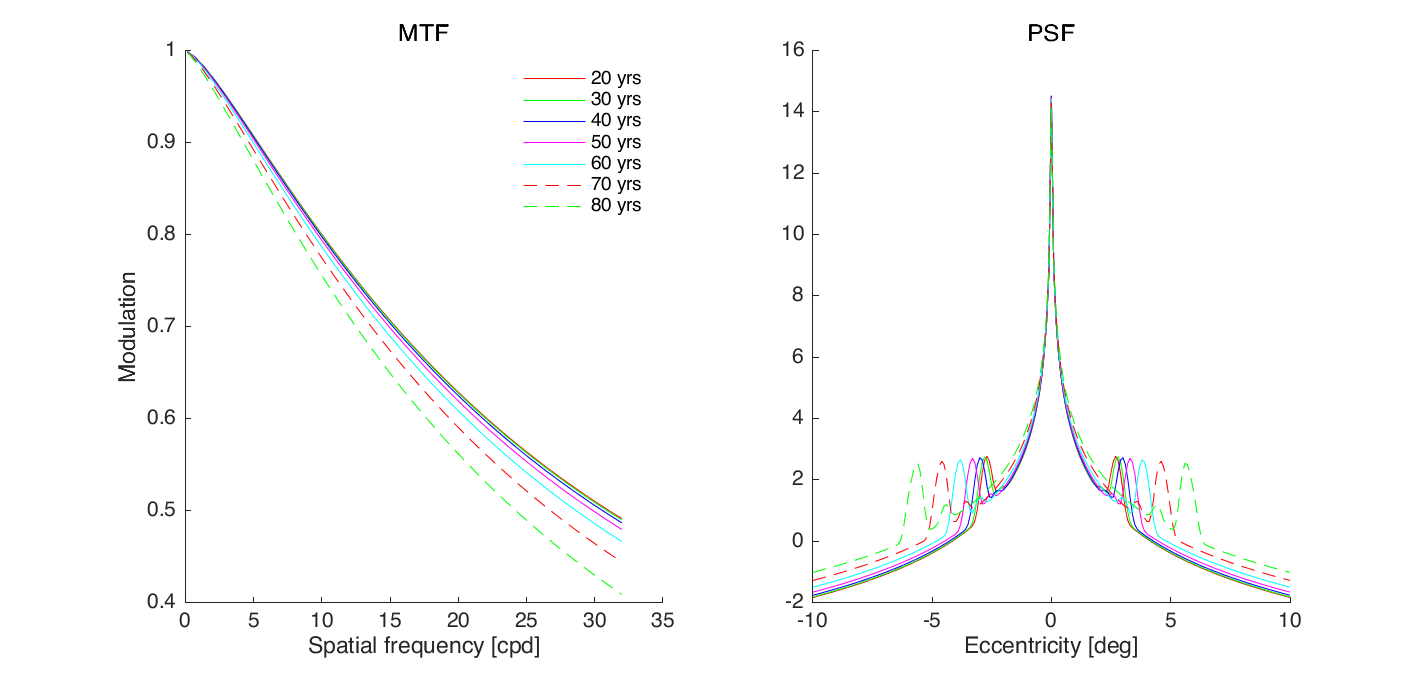 MTF
1
0.9
0.8
0.7
0.6
0.5
0.4
Modulation
0 5 10 15 20 25 30 35
Spatial frequency [cpd]
20 yrs
30 yrs
40 yrs
50 yrs
60 yrs
70 yrs
80 yrs
PSF
16
14
12
10
8
6
4
2
0
-2
-10 -5 0 5 10
Eccentricity [deg]